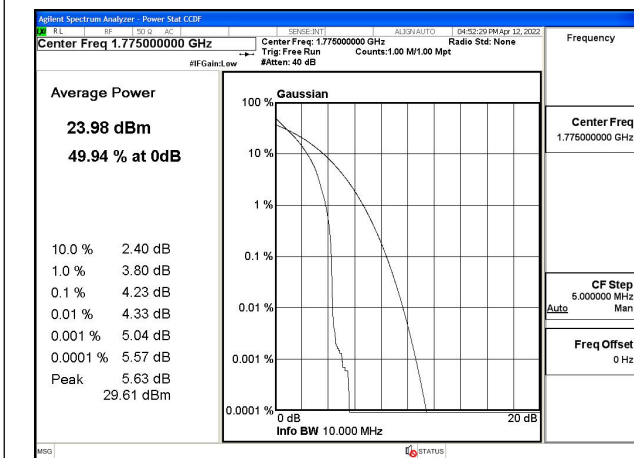 Agilent Spectrum Analyzer - Power Stat CCDF
LXI RL RF 50 Ω AC SENSE:INT ALIGN AUTO 04:52:29 PM Apr 12, 2022
Center Freq 1.775000000 GHz
Center Freq: 1.775000000 GHz Radio Std: None
Trig: Free Run Counts:1.00 M/1.00 Mpt
#IFGain:Low #Atten: 40 dB
Frequency
Average Power
23.98 dBm
49.94 % at 0dB
10.0 % 2.40 dB
1.0 % 3.80 dB
0.1 % 4.23 dB
0.01 % 4.33 dB
0.001 % 5.04 dB
0.0001 % 5.57 dB
Peak 5.63 dB
29.61 dBm
Gaussian
100 %
10 %
1 %
0.1 %
0.01 %
0.001 %
0.0001 %
0 dB 20 dB
Info BW 10.000 MHz
Center Freq
1.775000000 GHz
CF Step
5.000000 MHz
Auto Man
Freq Offset
0 Hz
MSG STATUS